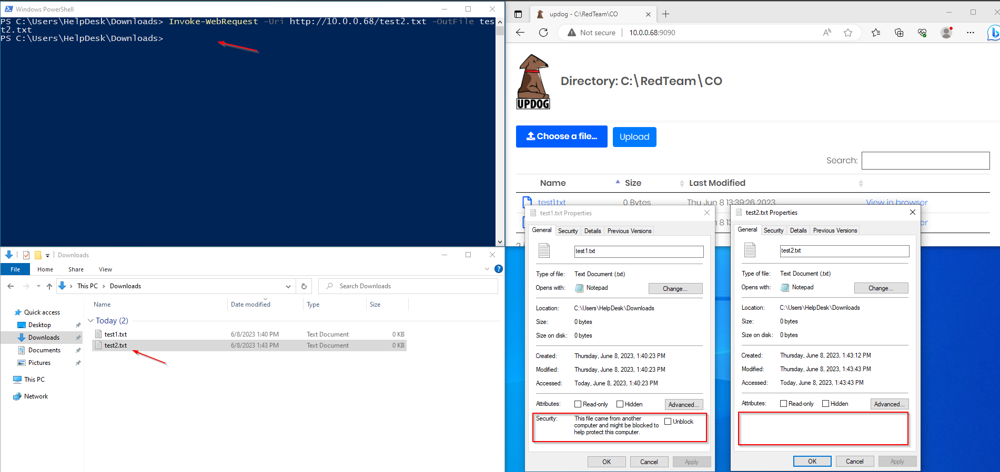 Windows PowerShell
PS C:\Users\HelpDesk\Downloads> Invoke-WebRequest -Uri http://10.0.0.68/test2.txt -OutFile tes
t2.txt
PS C:\Users\HelpDesk\Downloads>
updog - C:\RedTeam\CO
Not secure
10.0.0.68:9090
UPDOG
Directory: C:\RedTeam\CO
Choose a file...
Upload
Search:
Name Size Last Modified
test1.txt 0 Bytes Thu Jun 8 13:39:26 2023 View in browser
Downloads
File Home Share View
This PC > Downloads
Search Downloads
Name Date modified Type Size
Quick access
Desktop
Downloads
Documents
Pictures
This PC
Network
Today (2)
test1.txt 6/8/2023 1:40 PM Text Document 0 KB
test2.txt 6/8/2023 1:43 PM Text Document 0 KB
test1.txt Properties
General Security Details Previous Versions
test1.txt
Type of file: Text Document (.txt)
Opens with: Notepad Change...
Location: C:\Users\HelpDesk\Downloads
Size: 0 bytes
Size on disk: 0 bytes
Created: Thursday, June 8, 2023, 1:40:23 PM
Modified: Thursday, June 8, 2023, 1:40:23 PM
Accessed: Today, June 8, 2023, 1:40:23 PM
Attributes: Read-only Hidden Advanced...
Security: This file came from another
computer and might be blocked to
help protect this computer.
Unblock
OK Cancel Apply
test2.txt Properties
General Security Details Previous Versions
test2.txt
Type of file: Text Document (.txt)
Opens with: Notepad Change...
Location: C:\Users\HelpDesk\Downloads
Size: 0 bytes
Size on disk: 0 bytes
Created: Thursday, June 8, 2023, 1:43:12 PM
Modified: Thursday, June 8, 2023, 1:43:43 PM
Accessed: Today, June 8, 2023, 1:43:43 PM
Attributes: Read-only Hidden Advanced...
OK Cancel Apply